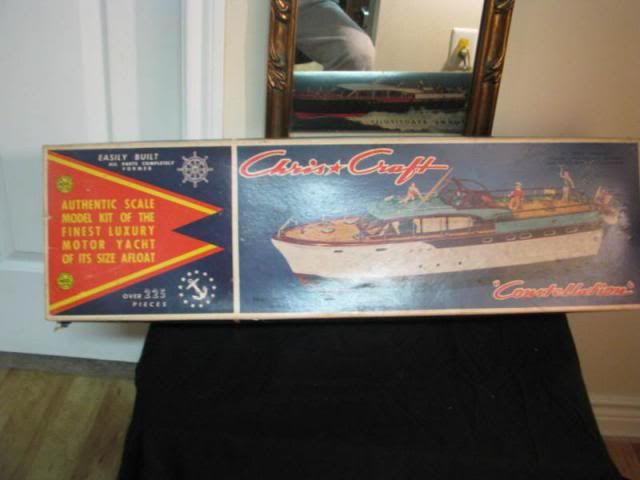 EASILY BUILT
ALL PARTS COMPLETELY
FORMED
AUTHENTIC SCALE
MODEL KIT OF THE
FINEST LUXURY
MOTOR YACHT
OF ITS SIZE AFLOAT
OVER 225
PIECES
Chris★Craft
"Constellation"